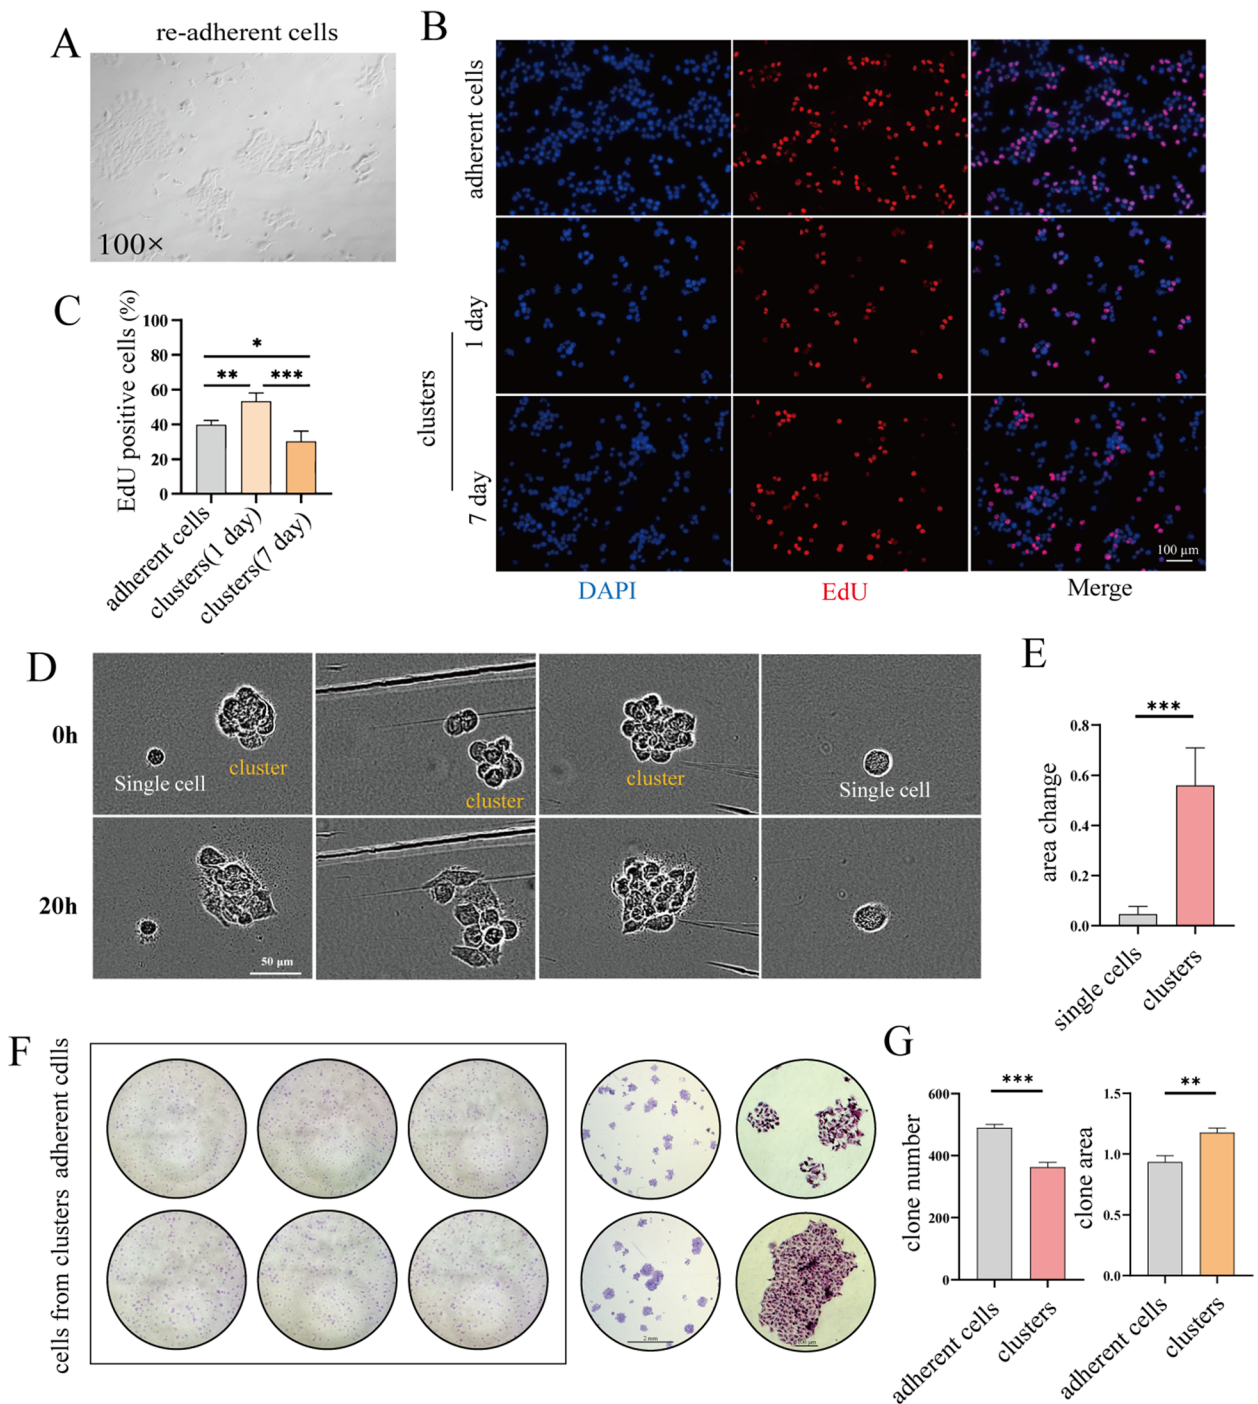 A
re-adherent cells
100×
B
adherent cells
1 day
7 day
clusters
DAPI
EdU
Merge
100 μm
C
EdU positive cells (%)
100
80
60
40
20
0
*
**
***
adherent cells
clusters(1 day)
clusters(7 day)
D
0h
20h
Single cell
cluster
cluster
cluster
Single cell
50 μm
E
area change
0.8
0.6
0.4
0.2
0.0
***
single cells
clusters
F
adherent cdlls
cells from clusters
2 mm
G
clone number
600
400
200
0
***
adherent cells
clusters
clone area
1.5
1.0
0.5
0.0
**
adherent cells
clusters